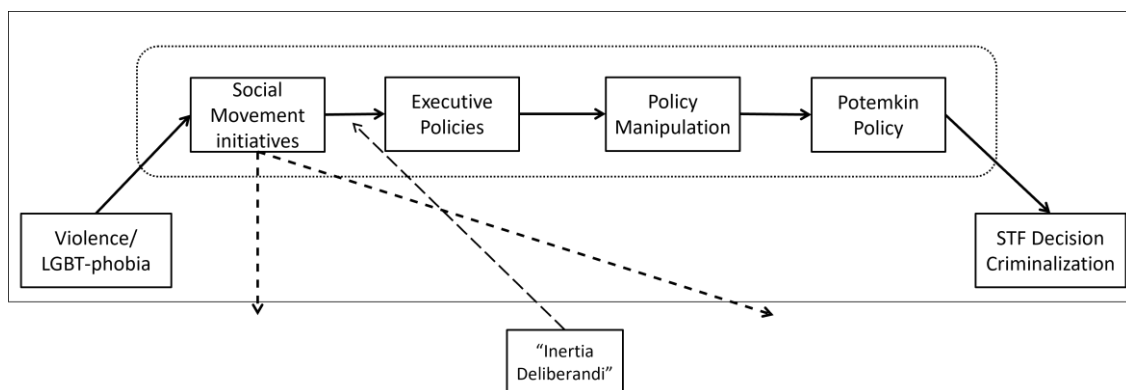 Social
Movement
initiatives
Executive
Policies
Policy
Manipulation
Potemkin
Policy
Violence/
LGBT-phobia
STF Decision
Criminalization
“Inertia
Deliberandi”